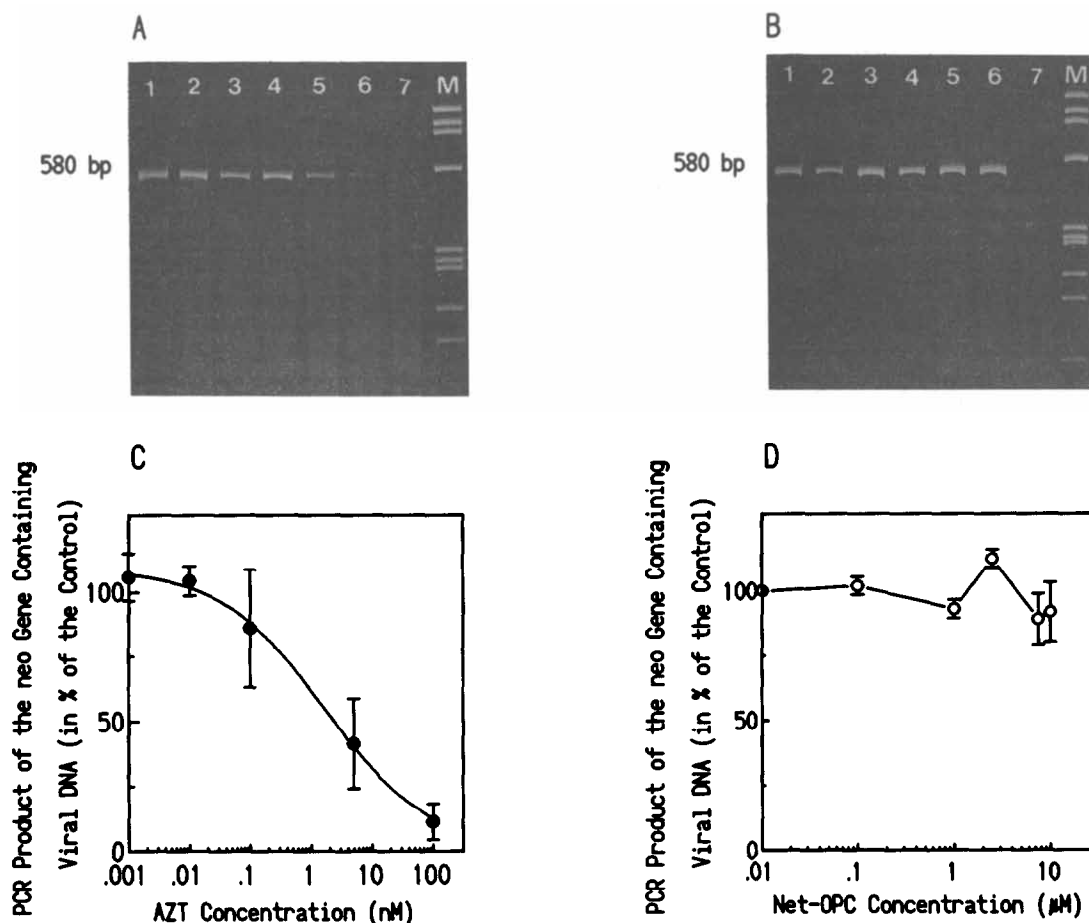 A
1 2 3 4 5 6 7 M
580 bp
B
1 2 3 4 5 6 7 M
580 bp
C
PCR Product of the neo Gene Containing
Viral DNA (in % of the Control)
100
50
0
.001 .01 .1 1 10 100
AZT Concentration (nM)
D
PCR Product of the neo Gene Containing
Viral DNA (in % of the Control)
100
50
0
.01 .1 1 10
Net-OPC Concentration (µM)